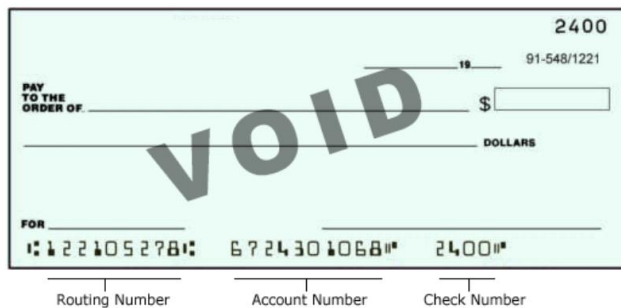 2400
19
91-548/1221
PAY
TO THE
ORDER OF
$
DOLLARS
VOID
FOR
⑆122105278⑆ 6724301068⑈ 2400⑈
Routing Number Account Number Check Number